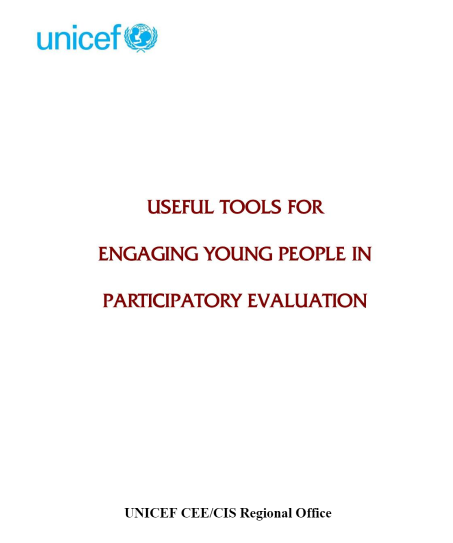 unicef
USEFUL TOOLS FOR
ENGAGING YOUNG PEOPLE IN
PARTICIPATORY EVALUATION
UNICEF CEE/CIS Regional Office